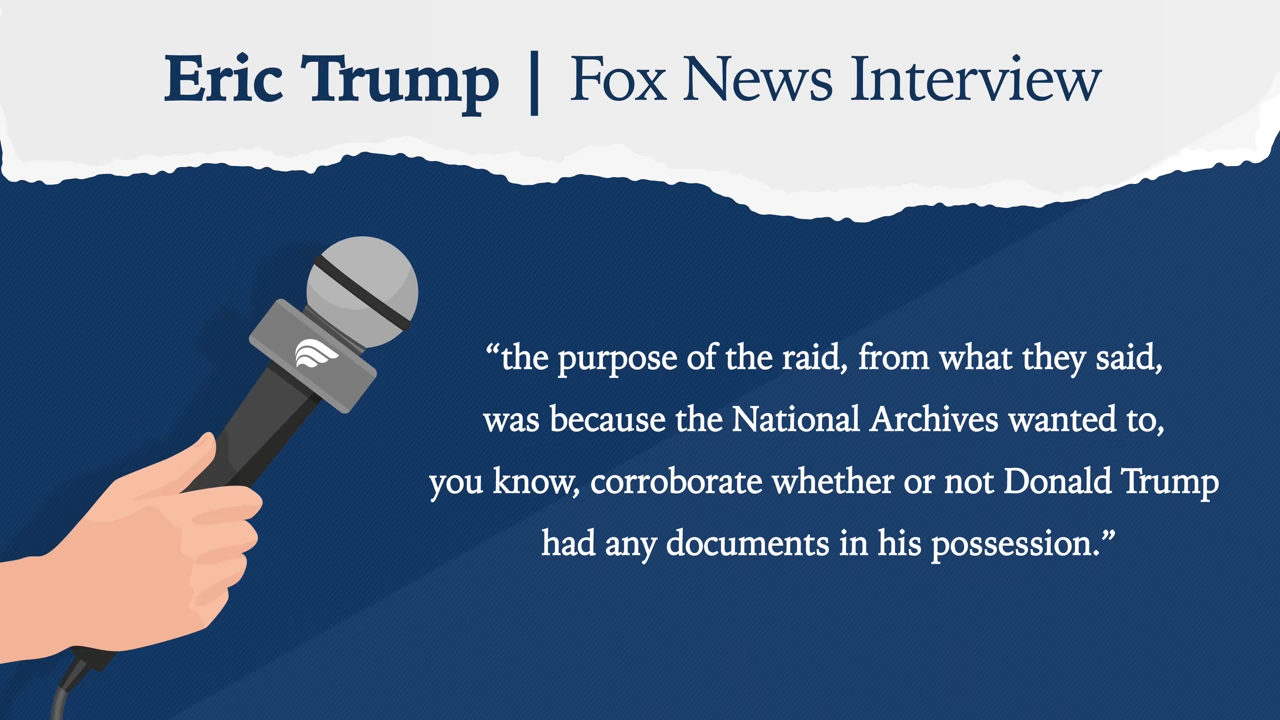 Eric Trump | Fox News Interview
“the purpose of the raid, from what they said,
was because the National Archives wanted to,
you know, corroborate whether or not Donald Trump
had any documents in his possession.”